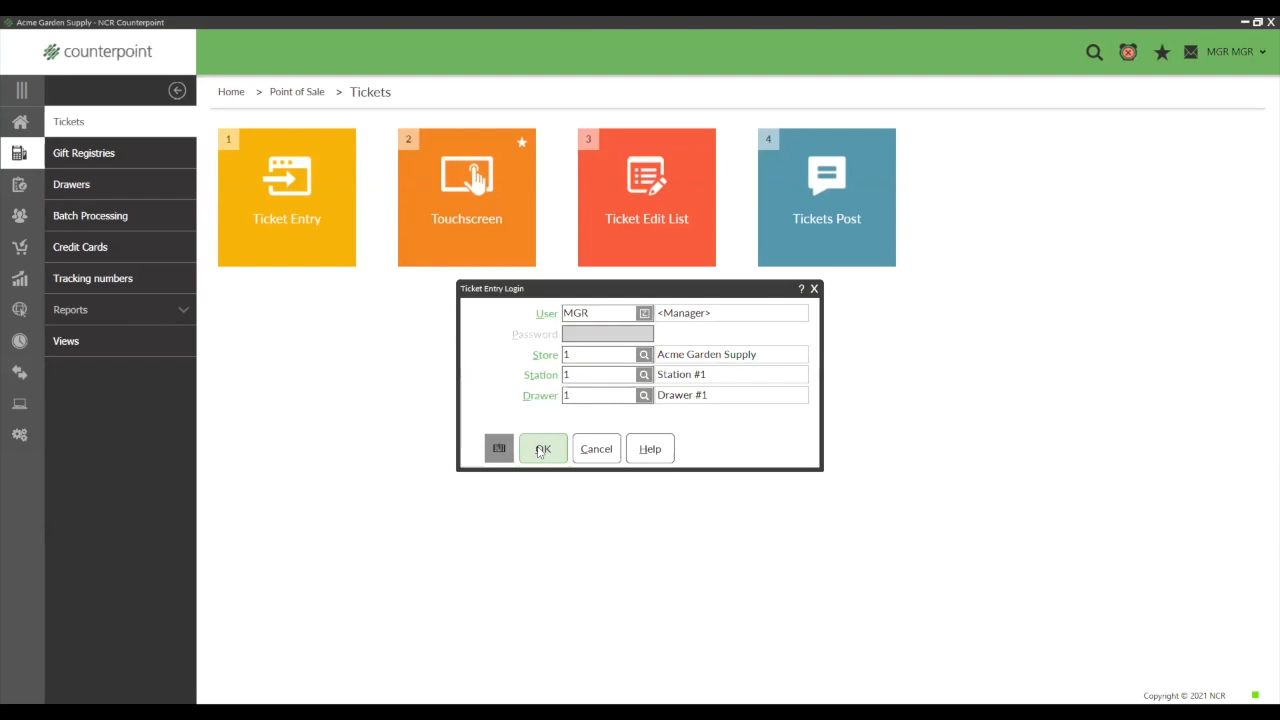 Acme Garden Supply - NCR Counterpoint
counterpoint
MGR MGR
Home > Point of Sale > Tickets
Tickets
Gift Registries
Drawers
Batch Processing
Credit Cards
Tracking numbers
Reports
Views
1
Ticket Entry
2
Touchscreen
3
Ticket Edit List
4
Tickets Post
Ticket Entry Login
? X
User MGR <Manager>
Password
Store 1 Acme Garden Supply
Station 1 Station #1
Drawer 1 Drawer #1
OK Cancel Help
Copyright © 2021 NCR